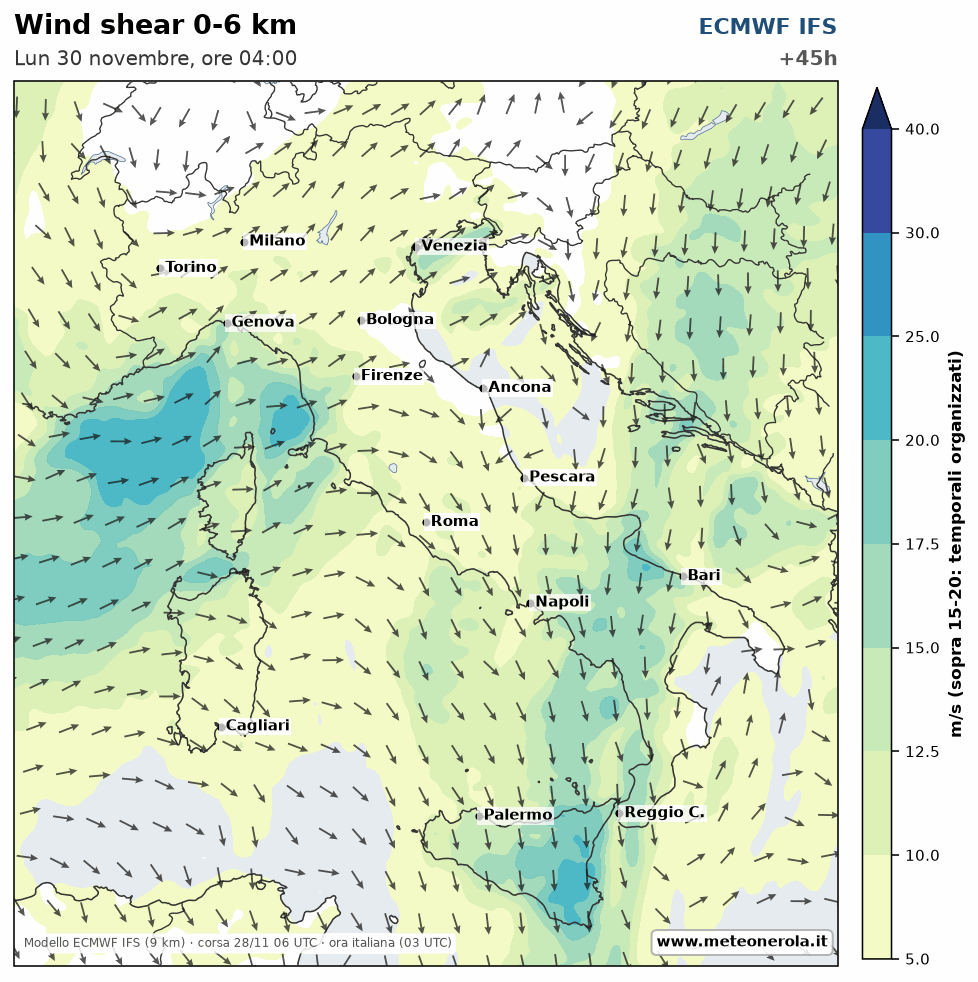 Wind shear 0-6 km
ECMWF IFS
Lun 30 novembre, ore 04:00
+45h
Milano
Venezia
Torino
Genova
Bologna
Firenze
Ancona
Pescara
Roma
Bari
Napoli
Cagliari
Palermo
Reggio C.
Modello ECMWF IFS (9 km) · corsa 28/11 06 UTC · ora italiana (03 UTC)
www.meteonerola.it
40.0
30.0
25.0
20.0
17.5
15.0
12.5
10.0
5.0
m/s (sopra 15-20: temporali organizzati)